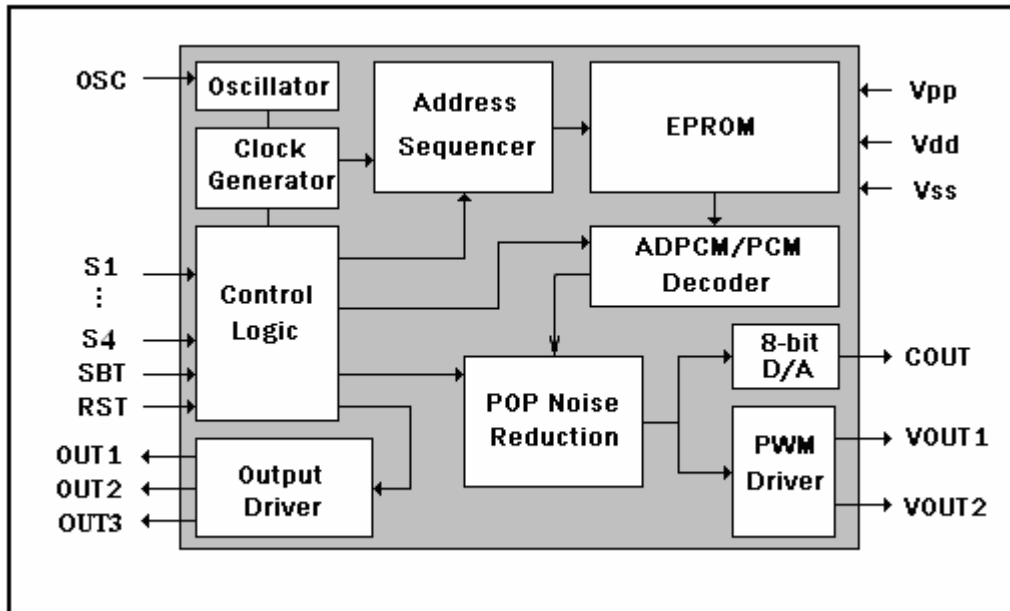 OSC
Oscillator
Clock
Generator
Address
Sequencer
EPROM
Vpp
Vdd
Vss
S1
⋮
S4
SBT
RST
Control
Logic
ADPCM/PCM
Decoder
8-bit
D/A
COUT
POP Noise
Reduction
PWM
Driver
VOUT1
VOUT2
OUT1
OUT2
OUT3
Output
Driver